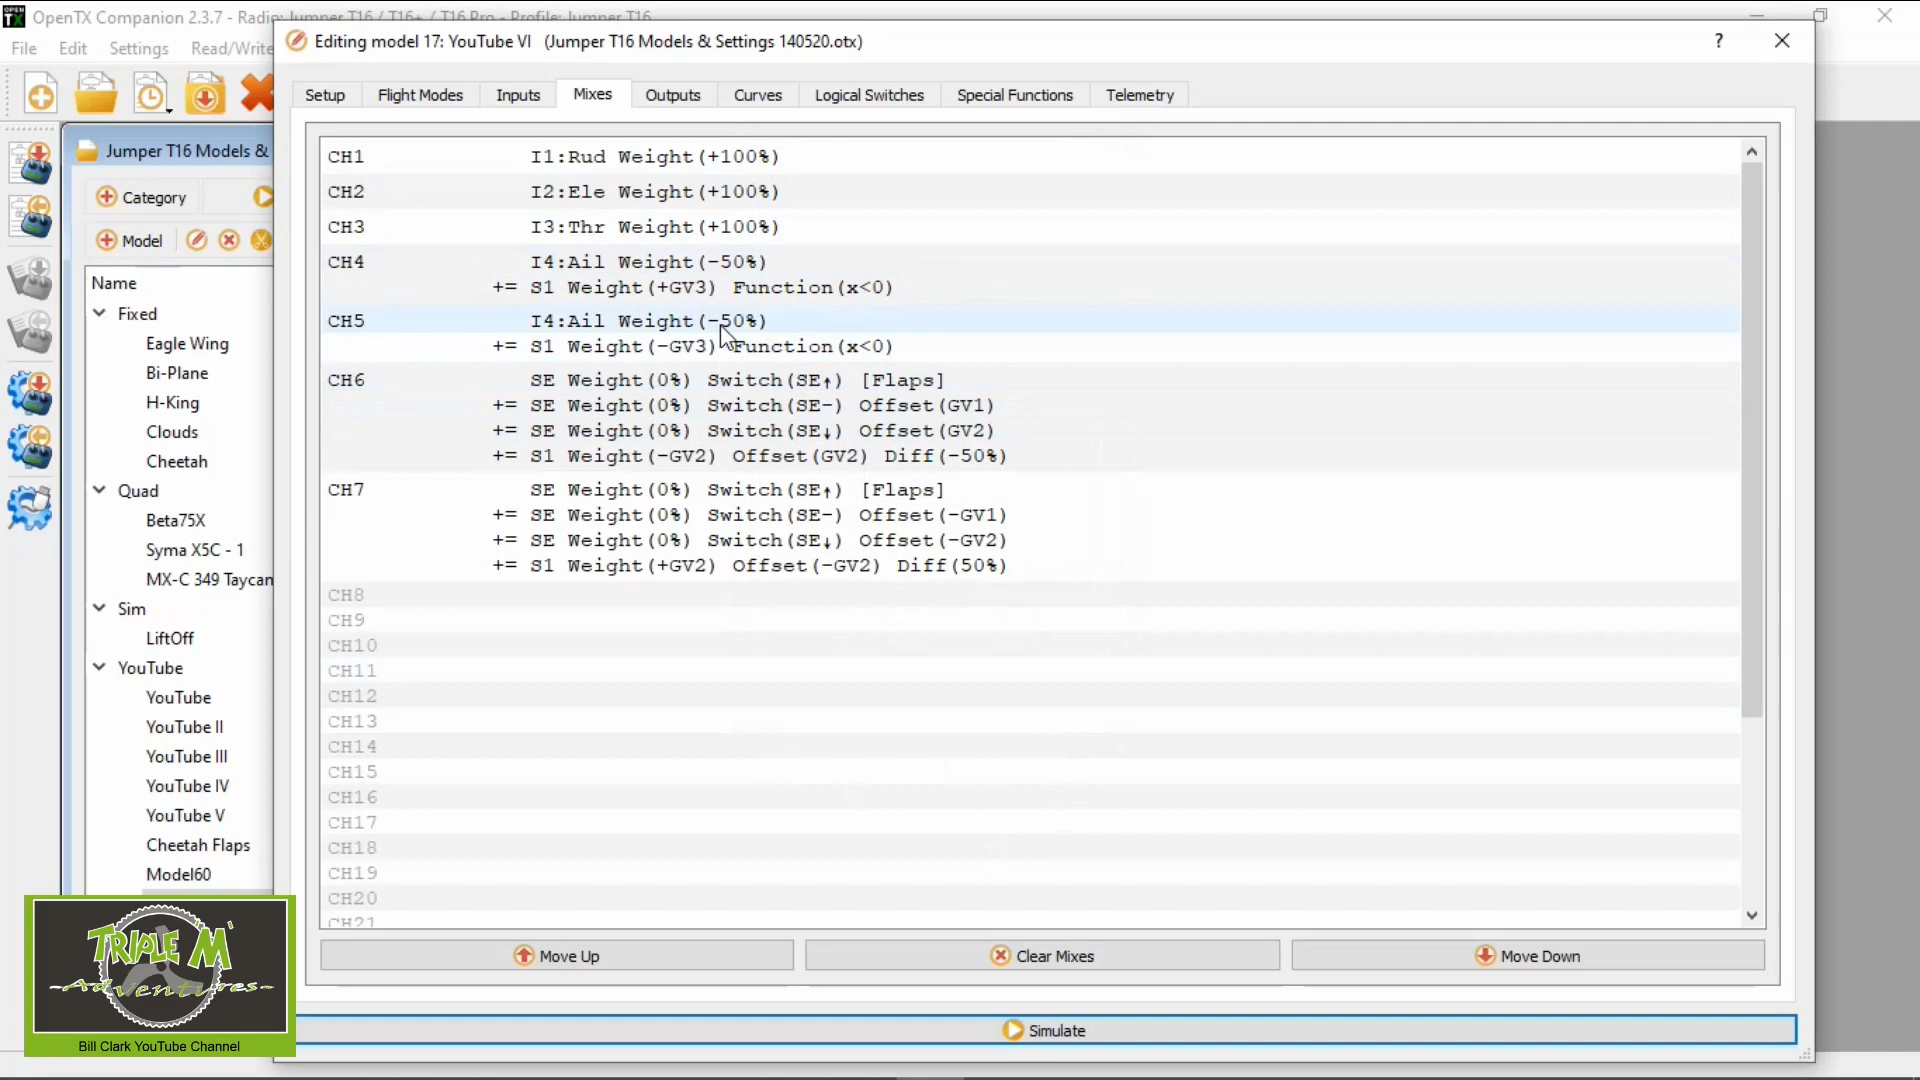 OpenTX Companion 2.3.7 - Radio: Jumper T16 / T16+ / T16 Pro - Profile: Jumper T16
File Edit Settings Read/Write
Editing model 17: YouTube VI (Jumper T16 Models & Settings 140520.otx)
?
Setup Flight Modes Inputs Mixes Outputs Curves Logical Switches Special Functions Telemetry
Jumper T16 Models &
Category
Model
Name
Fixed
Eagle Wing
Bi-Plane
H-King
Clouds
Cheetah
Quad
Beta75X
Syma X5C - 1
MX-C 349 Taycan
Sim
LiftOff
YouTube
YouTube
YouTube II
YouTube III
YouTube IV
YouTube V
Cheetah Flaps
Model60
CH1 I1:Rud Weight(+100%)
CH2 I2:Ele Weight(+100%)
CH3 I3:Thr Weight(+100%)
CH4 I4:Ail Weight(-50%)
+= S1 Weight(+GV3) Function(x<0)
CH5 I4:Ail Weight(-50%)
+= S1 Weight(-GV3) Function(x<0)
CH6 SE Weight(0%) Switch(SE↑) [Flaps]
+= SE Weight(0%) Switch(SE-) Offset(GV1)
+= SE Weight(0%) Switch(SE↓) Offset(GV2)
+= S1 Weight(-GV2) Offset(GV2) Diff(-50%)
CH7 SE Weight(0%) Switch(SE↑) [Flaps]
+= SE Weight(0%) Switch(SE-) Offset(-GV1)
+= SE Weight(0%) Switch(SE↓) Offset(-GV2)
+= S1 Weight(+GV2) Offset(-GV2) Diff(50%)
CH8
CH9
CH10
CH11
CH12
CH13
CH14
CH15
CH16
CH17
CH18
CH19
CH20
CH21
Move Up Clear Mixes Move Down
Simulate
TRIPLE M`
-Adventures-
Bill Clark YouTube Channel